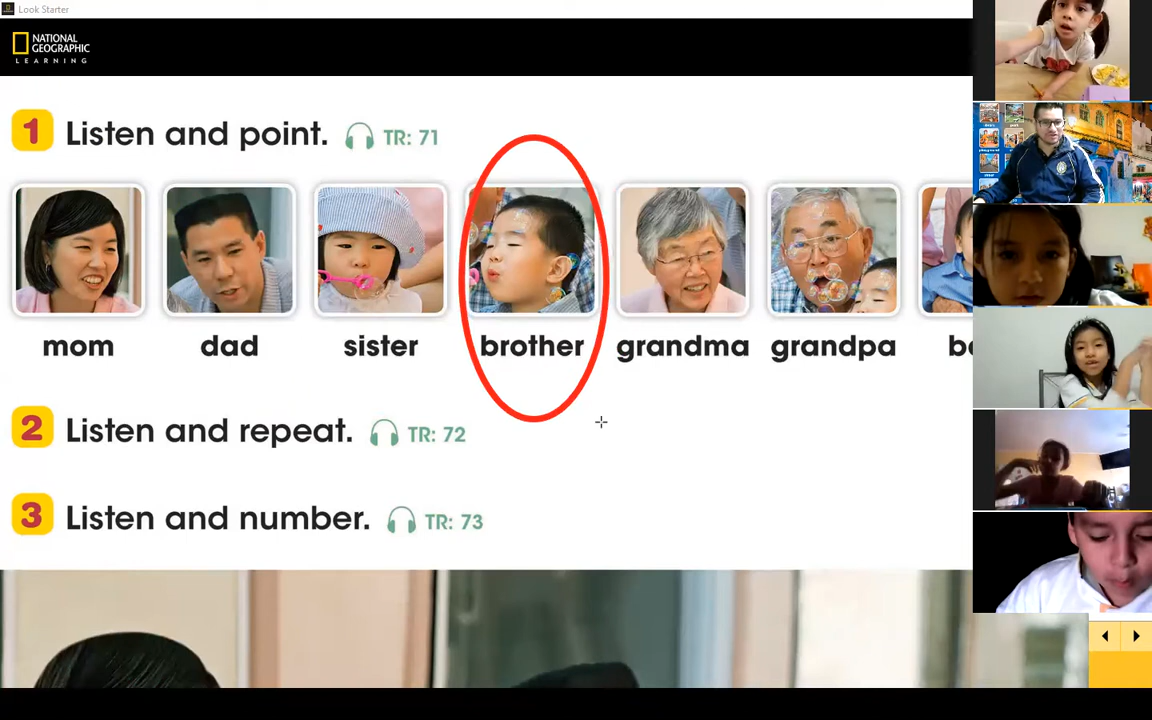 Look Starter
NATIONAL
GEOGRAPHIC
LEARNING
1 Listen and point. TR: 71
mom dad sister brother grandma grandpa
2 Listen and repeat. TR: 72
3 Listen and number. TR: 73